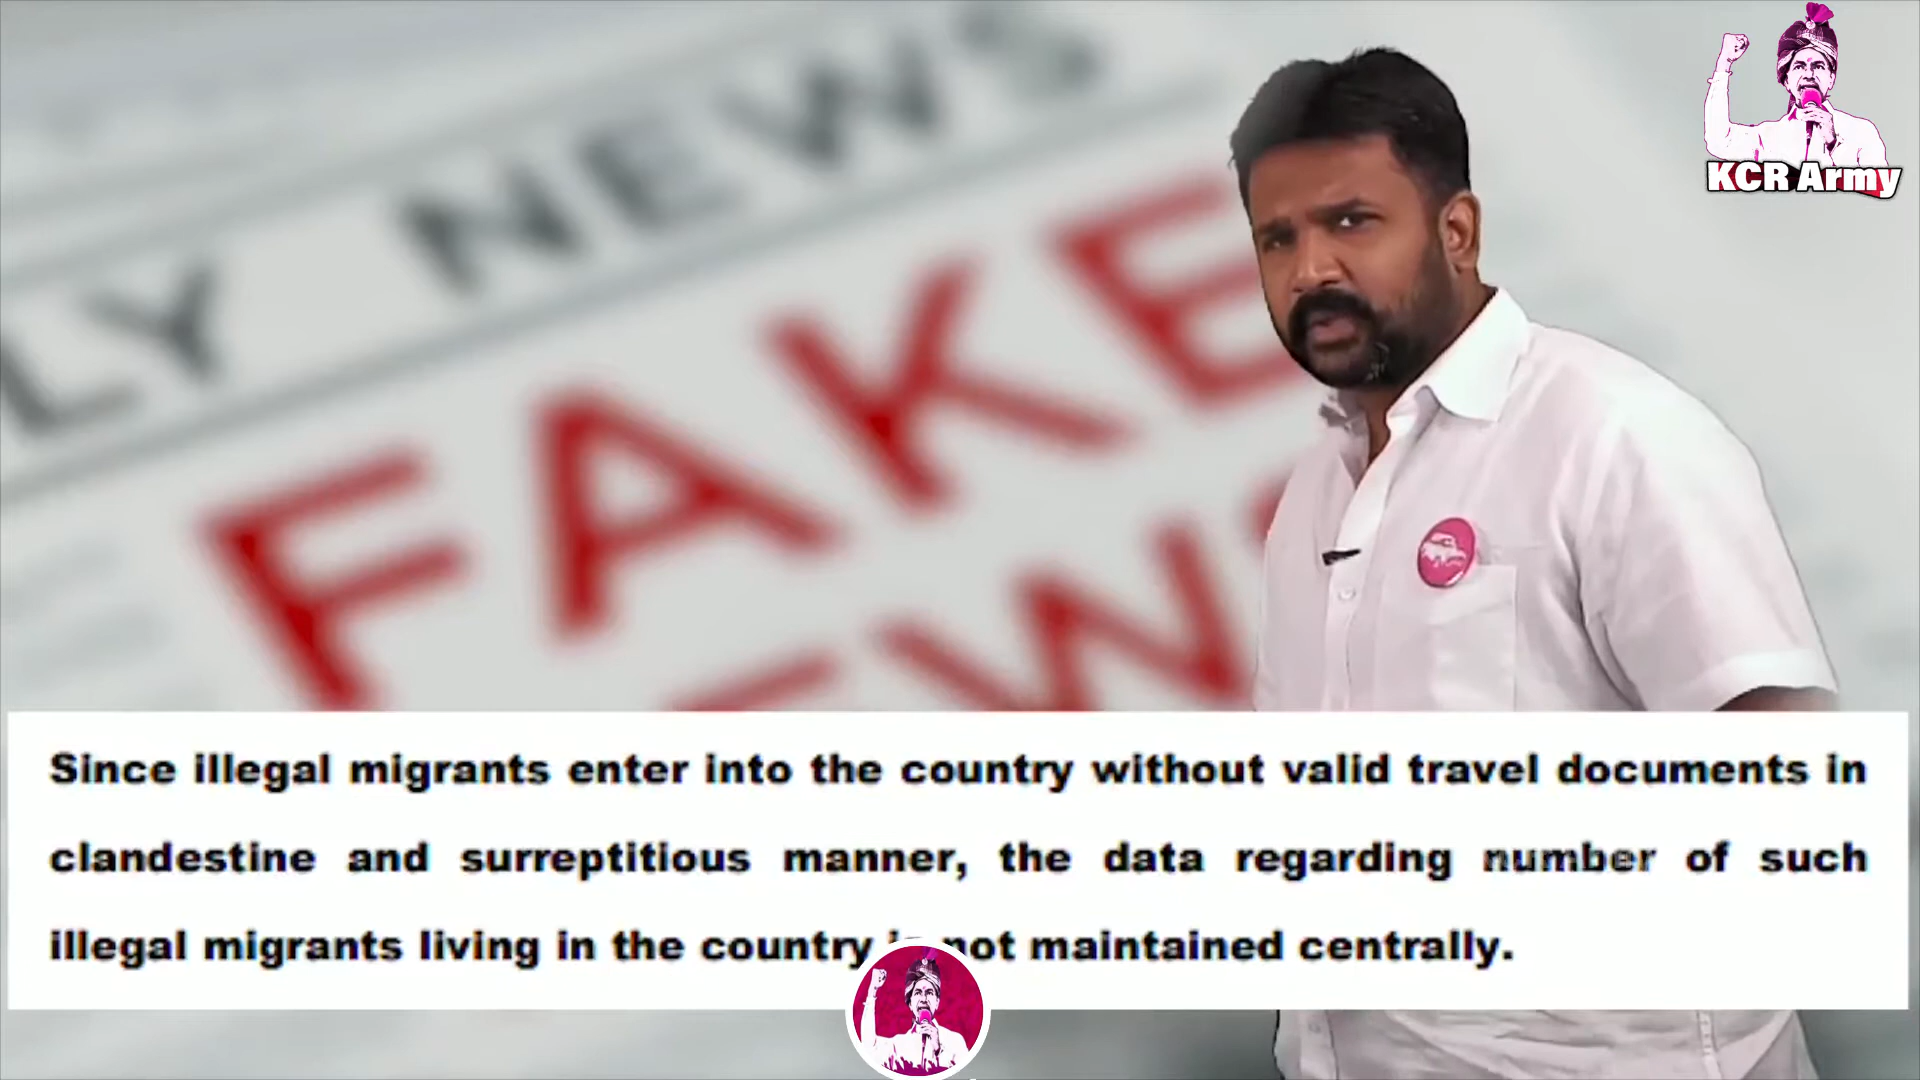 KCR Army
LY NEWS
FAKE
Since illegal migrants enter into the country without valid travel documents in
clandestine and surreptitious manner, the data regarding number of such
illegal migrants living in the country not maintained centrally.